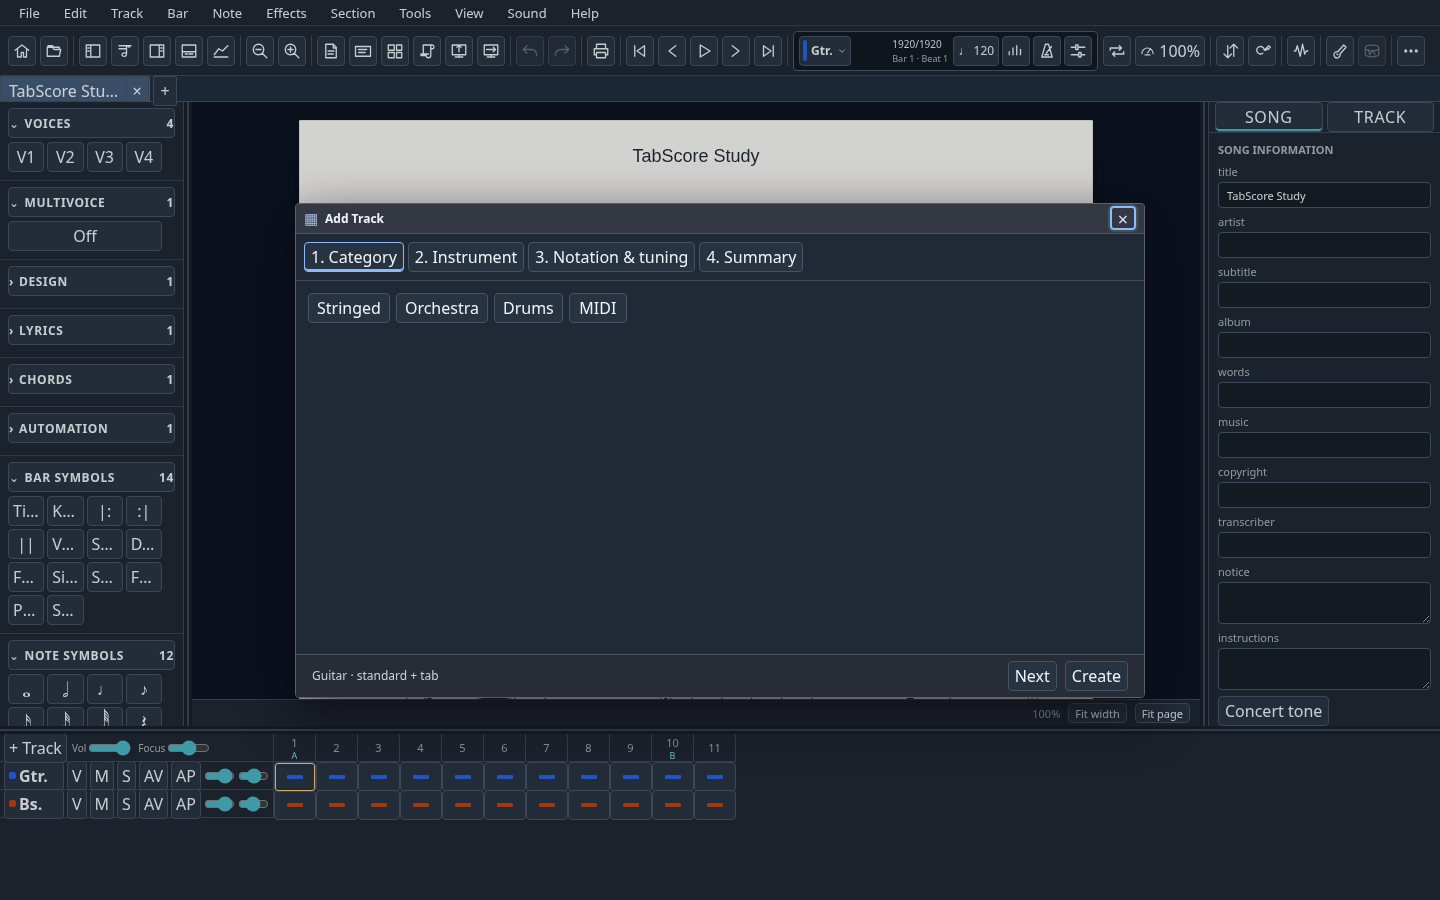 File Edit Track Bar Note Effects Section Tools View Sound Help
Gtr. 1920/1920 Bar 1 · Beat 1 ♩ 120 100%
TabScore Stu... × +
VOICES 4
V1 V2 V3 V4
MULTIVOICE 1
Off
DESIGN 1
LYRICS 1
CHORDS 1
AUTOMATION 1
BAR SYMBOLS 14
Ti... K... |: :|
|| V... S... D...
F... Si... S... F...
P... S...
NOTE SYMBOLS 12
TabScore Study
Add Track ×
1. Category 2. Instrument 3. Notation & tuning 4. Summary
Stringed Orchestra Drums MIDI
Guitar · standard + tab Next Create
100% Fit width Fit page
SONG TRACK
SONG INFORMATION
title
TabScore Study
artist
subtitle
album
words
music
copyright
transcriber
notice
instructions
Concert tone
+ Track Vol Focus 1 2 3 4 5 6 7 8 9 10 11
A B
Gtr. V M S AV AP
Bs. V M S AV AP